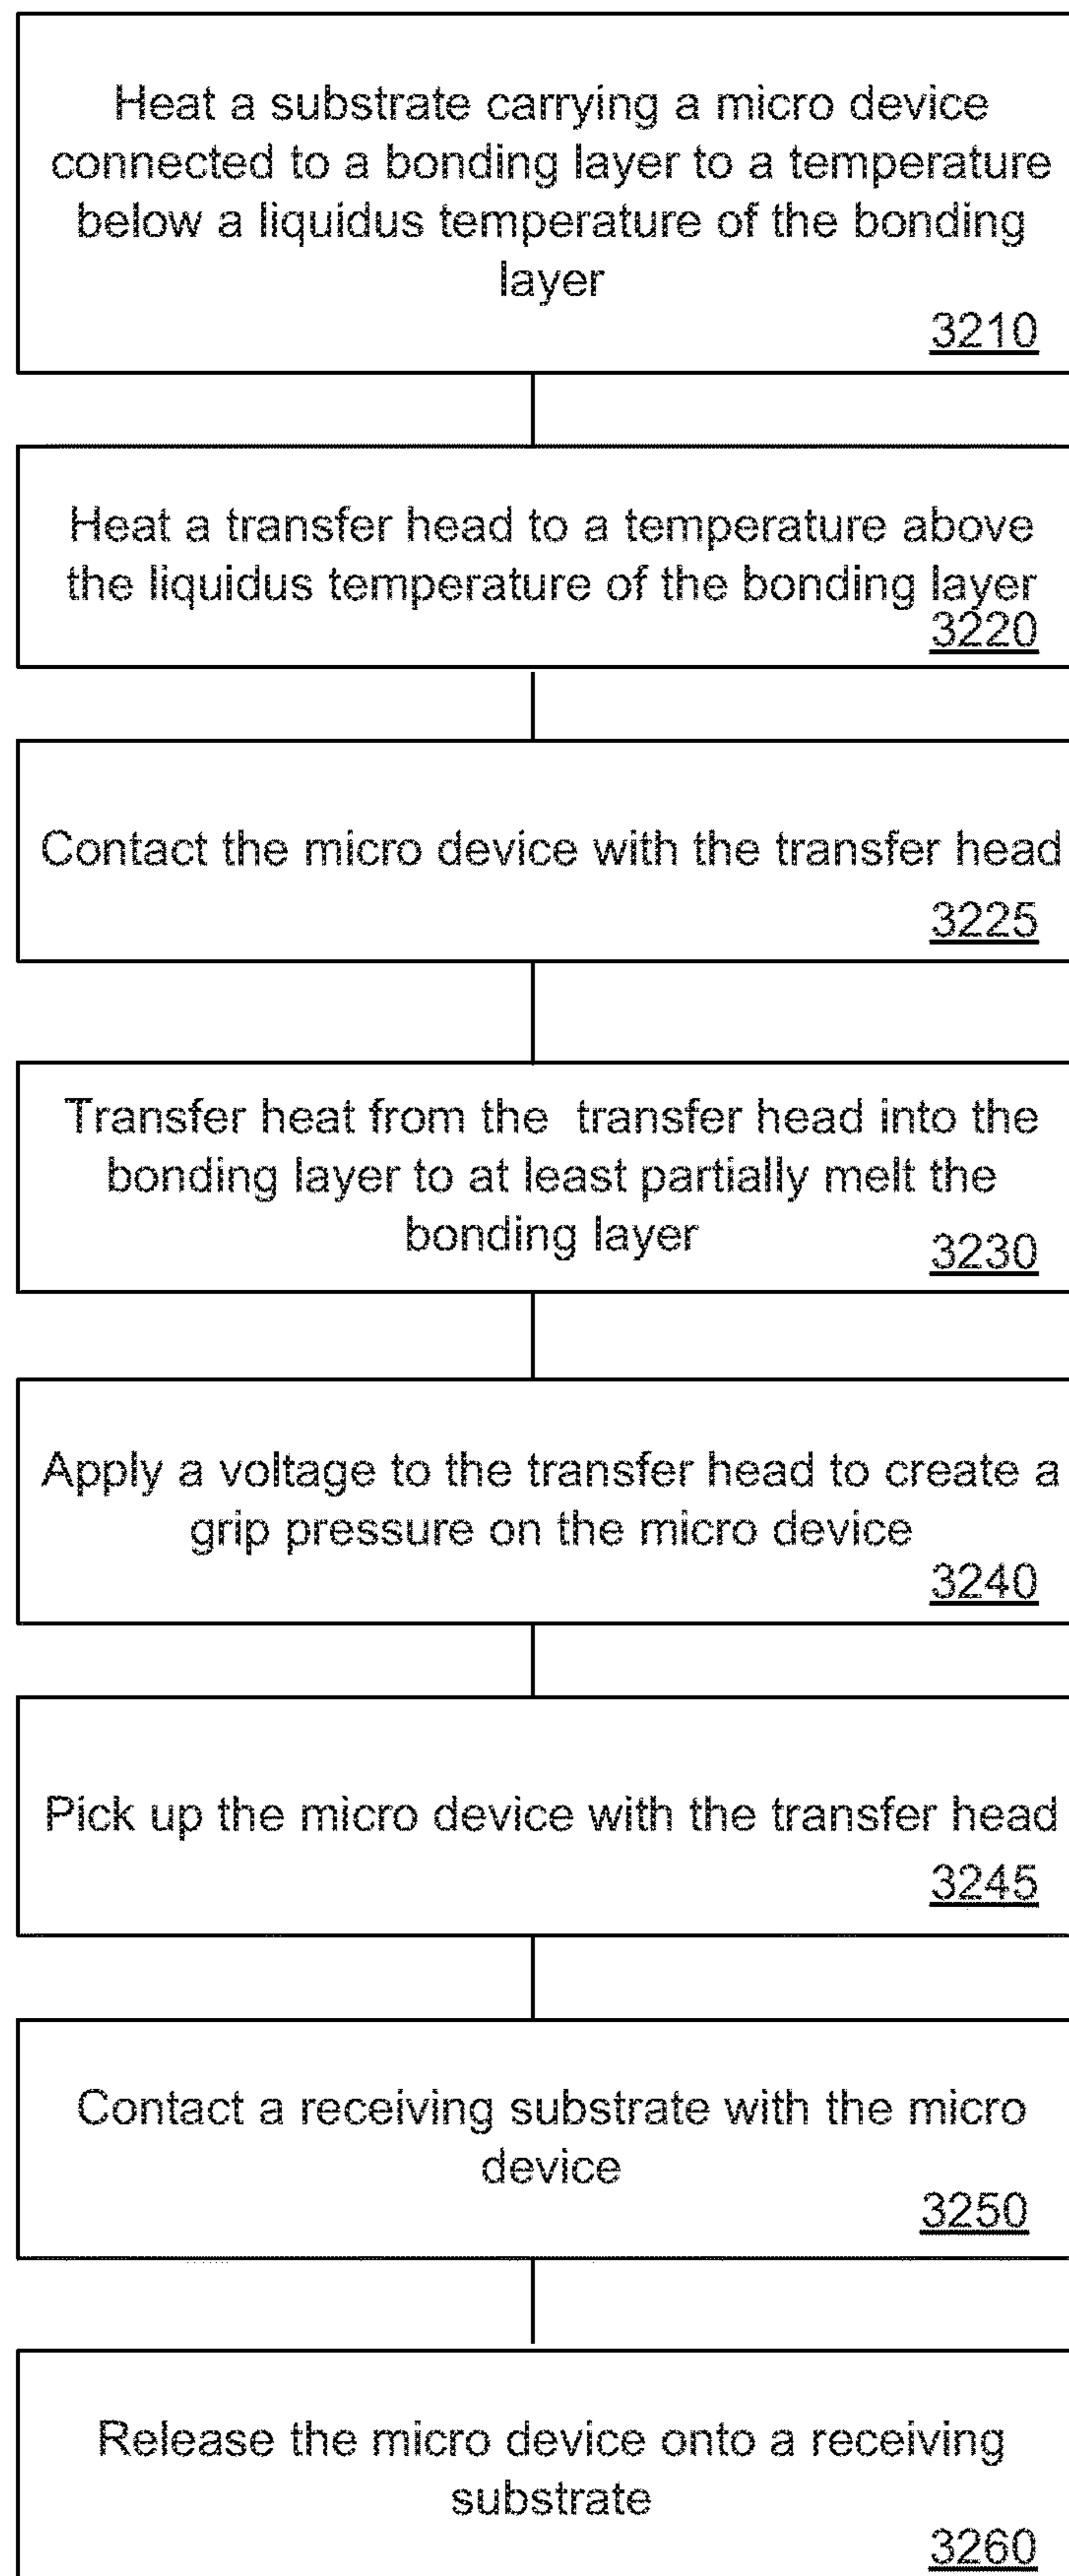 Heat a substrate carrying a micro device
connected to a bonding layer to a temperature
below a liquidus temperature of the bonding
layer
3210
Heat a transfer head to a temperature above
the liquidus temperature of the bonding layer
3220
Contact the micro device with the transfer head
3225
Transfer heat from the transfer head into the
bonding layer to at least partially melt the
bonding layer
3230
Apply a voltage to the transfer head to create a
grip pressure on the micro device
3240
Pick up the micro device with the transfer head
3245
Contact a receiving substrate with the micro
device
3250
Release the micro device onto a receiving
substrate
3260